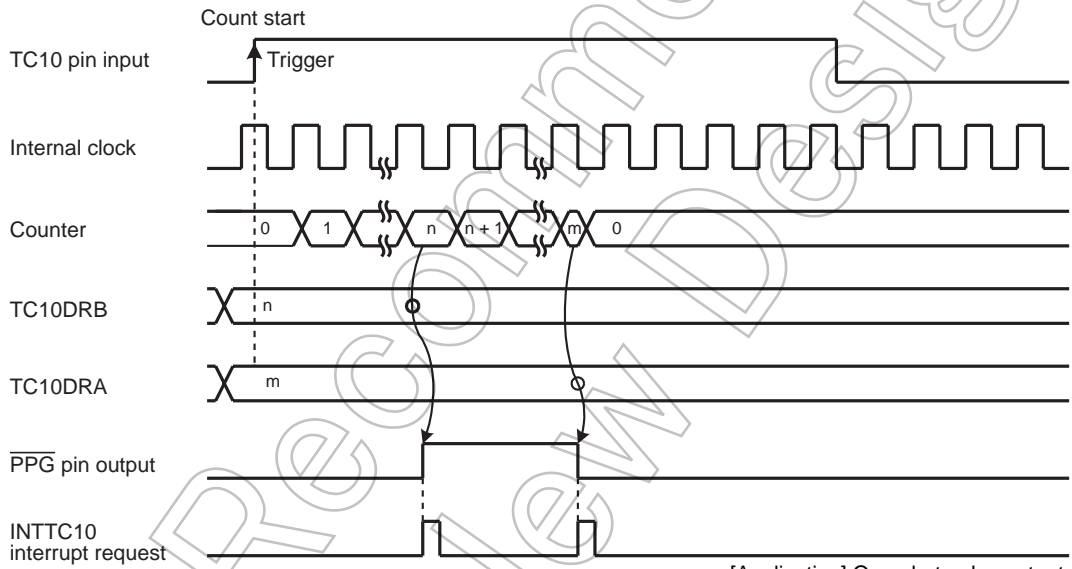 Count start
TC10 pin input
Trigger
Internal clock
Counter
0 1 n n + 1 m 0
TC10DRB
n
TC10DRA
m
PPG pin output
INTTC10
interrupt request